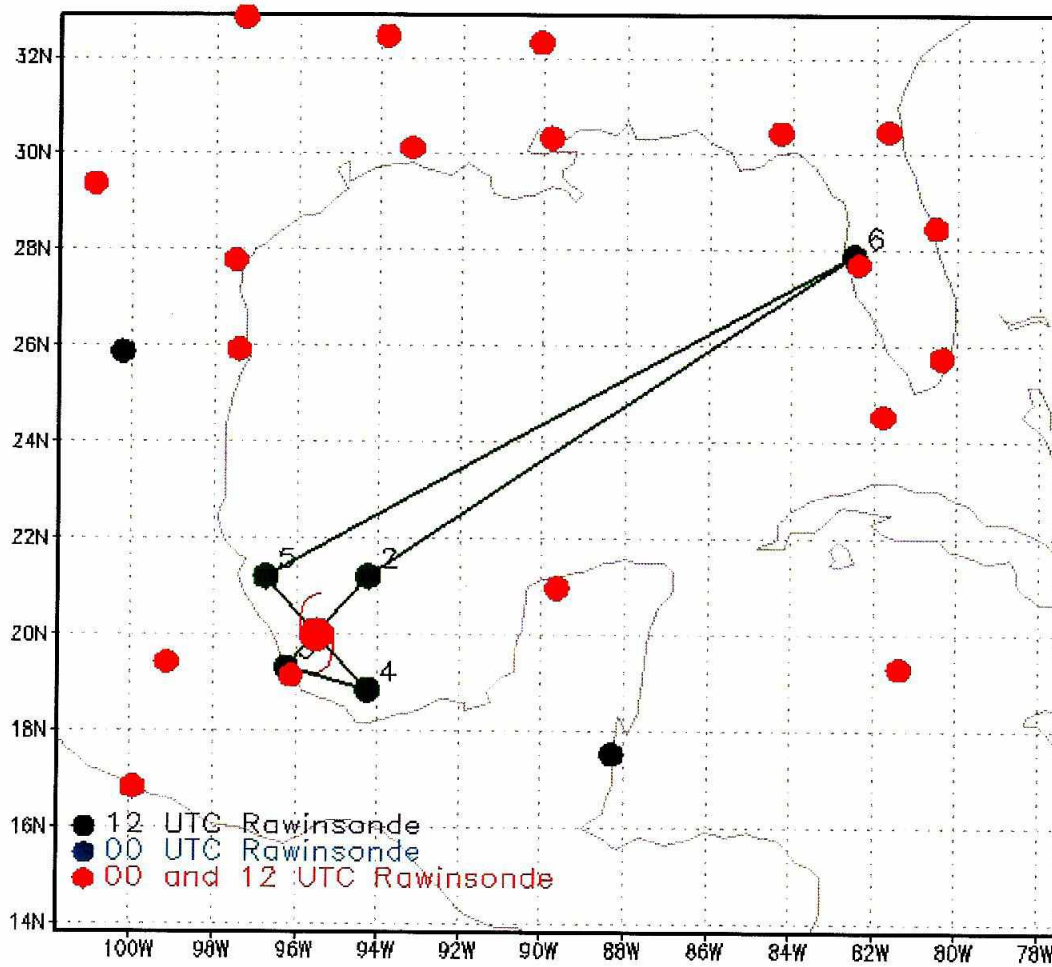 32N
30N
28N
6
26N
24N
22N
5 2
20N
4
18N
16N
12 UTC Rawinsonde
00 UTC Rawinsonde
00 and 12 UTC Rawinsonde
14N
100W 98W 96W 94W 92W 90W 88W 86W 84W 82W 80W